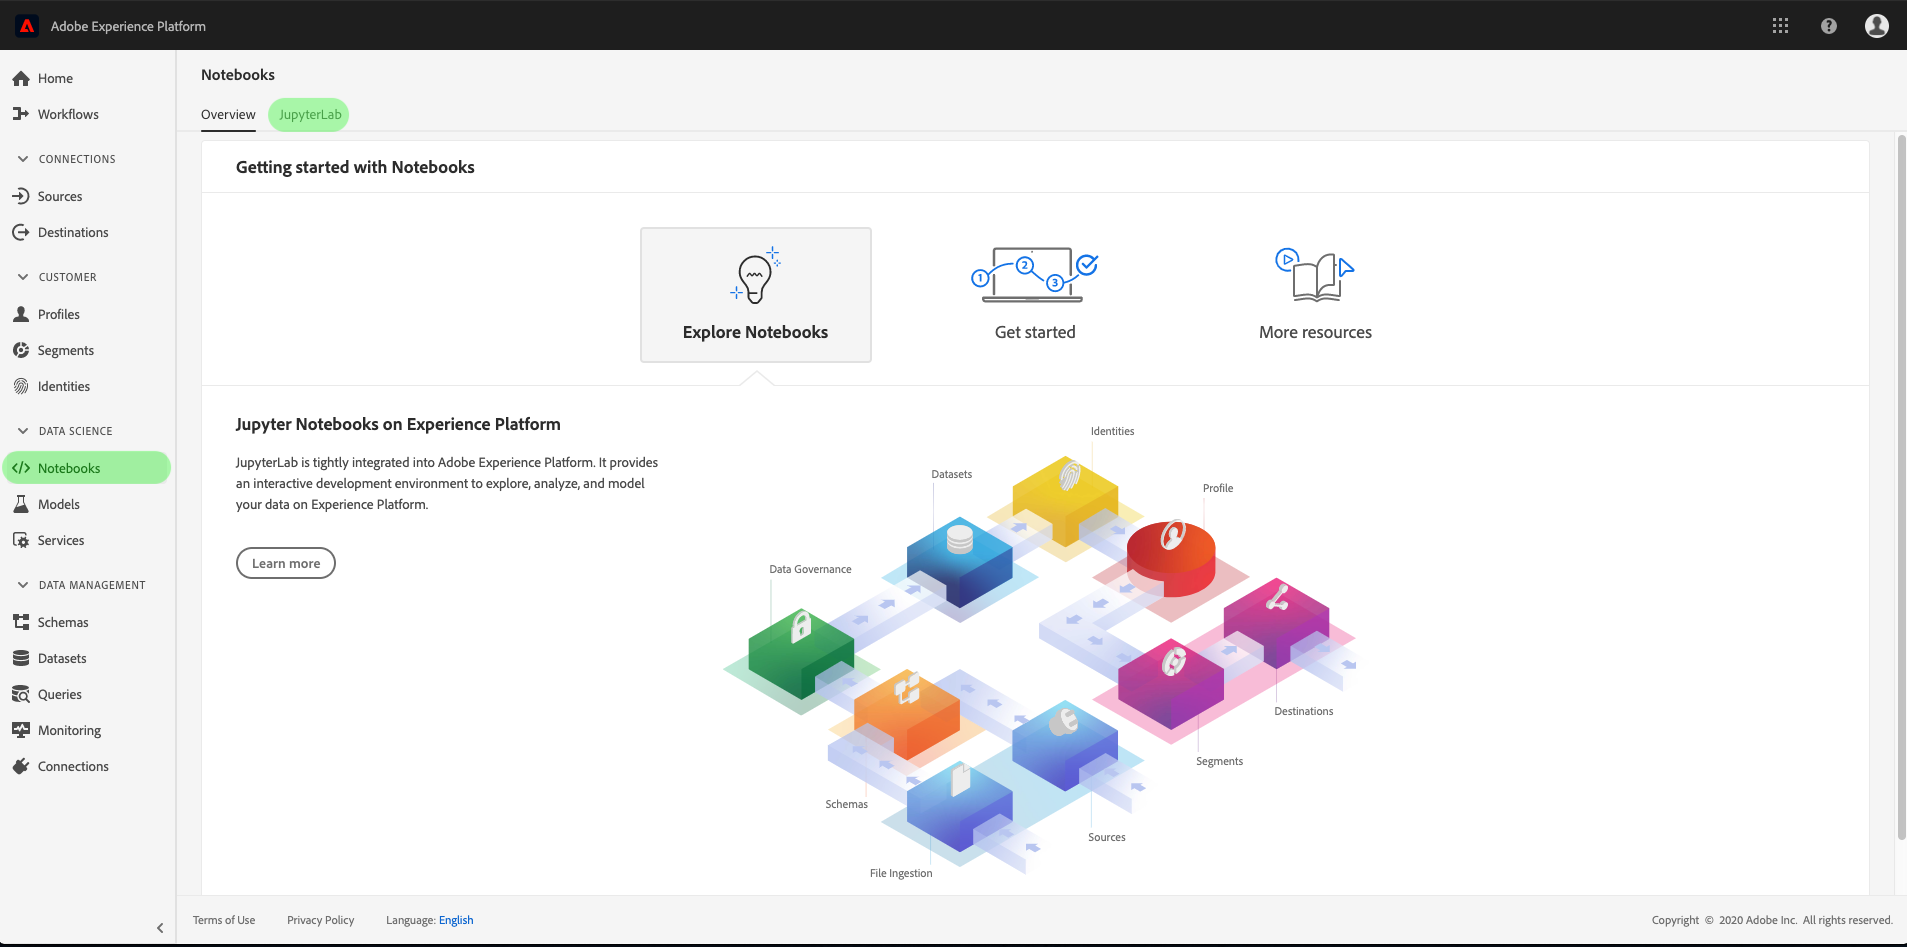 Adobe Experience Platform
Home
Workflows
CONNECTIONS
Sources
Destinations
CUSTOMER
Profiles
Segments
Identities
DATA SCIENCE
Notebooks
Models
Services
DATA MANAGEMENT
Schemas
Datasets
Queries
Monitoring
Connections
Notebooks
Overview JupyterLab
Getting started with Notebooks
1 2 3
Explore Notebooks Get started More resources
Jupyter Notebooks on Experience Platform
JupyterLab is tightly integrated into Adobe Experience Platform. It provides
an interactive development environment to explore, analyze, and model
your data on Experience Platform.
Learn more
Identities
Datasets
Profile
Data Governance
Destinations
Segments
Schemas
Sources
File Ingestion
Terms of Use Privacy Policy Language: English Copyright © 2020 Adobe Inc. All rights reserved.